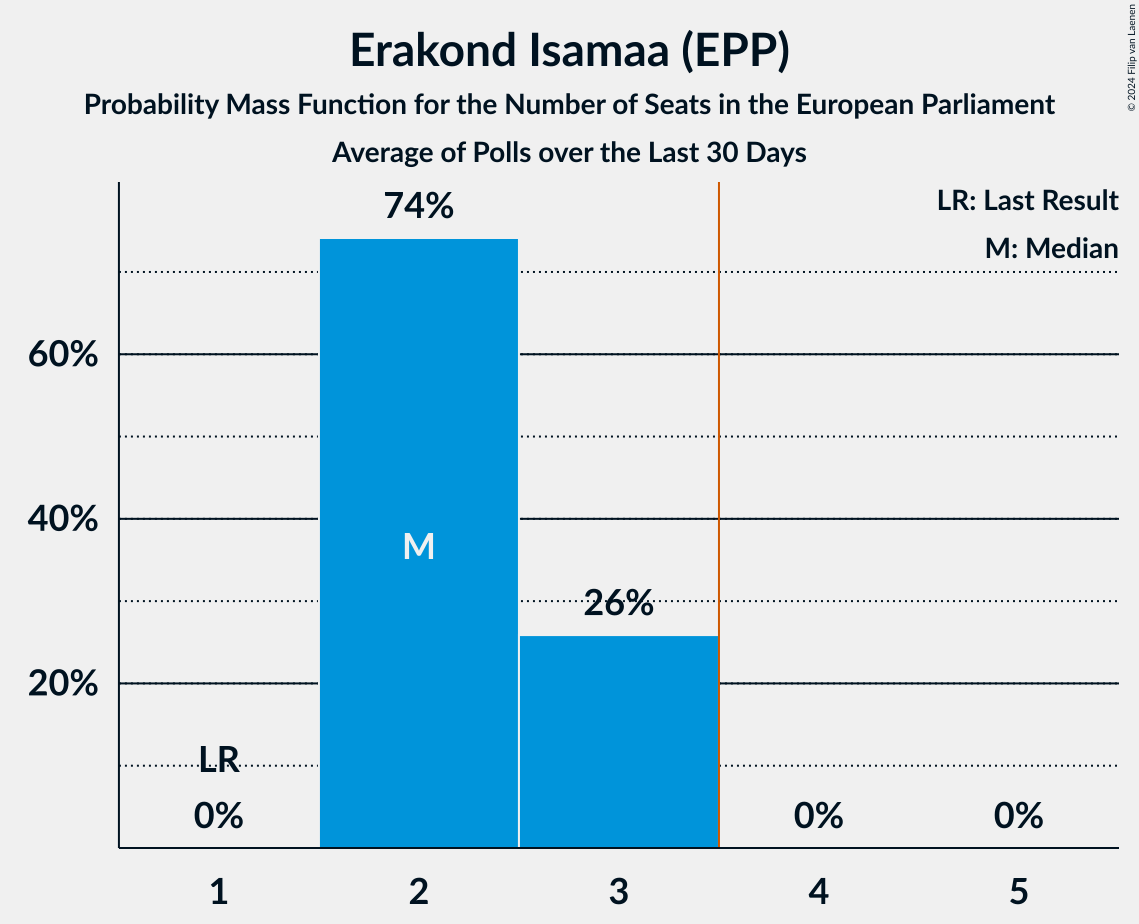 Erakond Isamaa (EPP)
Probability Mass Function for the Number of Seats in the European Parliament
Average of Polls over the Last 30 Days
© 2024 Filip van Laenen
LR: Last Result
M: Median
74%
60%
40%
M
26%
20%
LR
0%
0%
0%
1
2
3
4
5